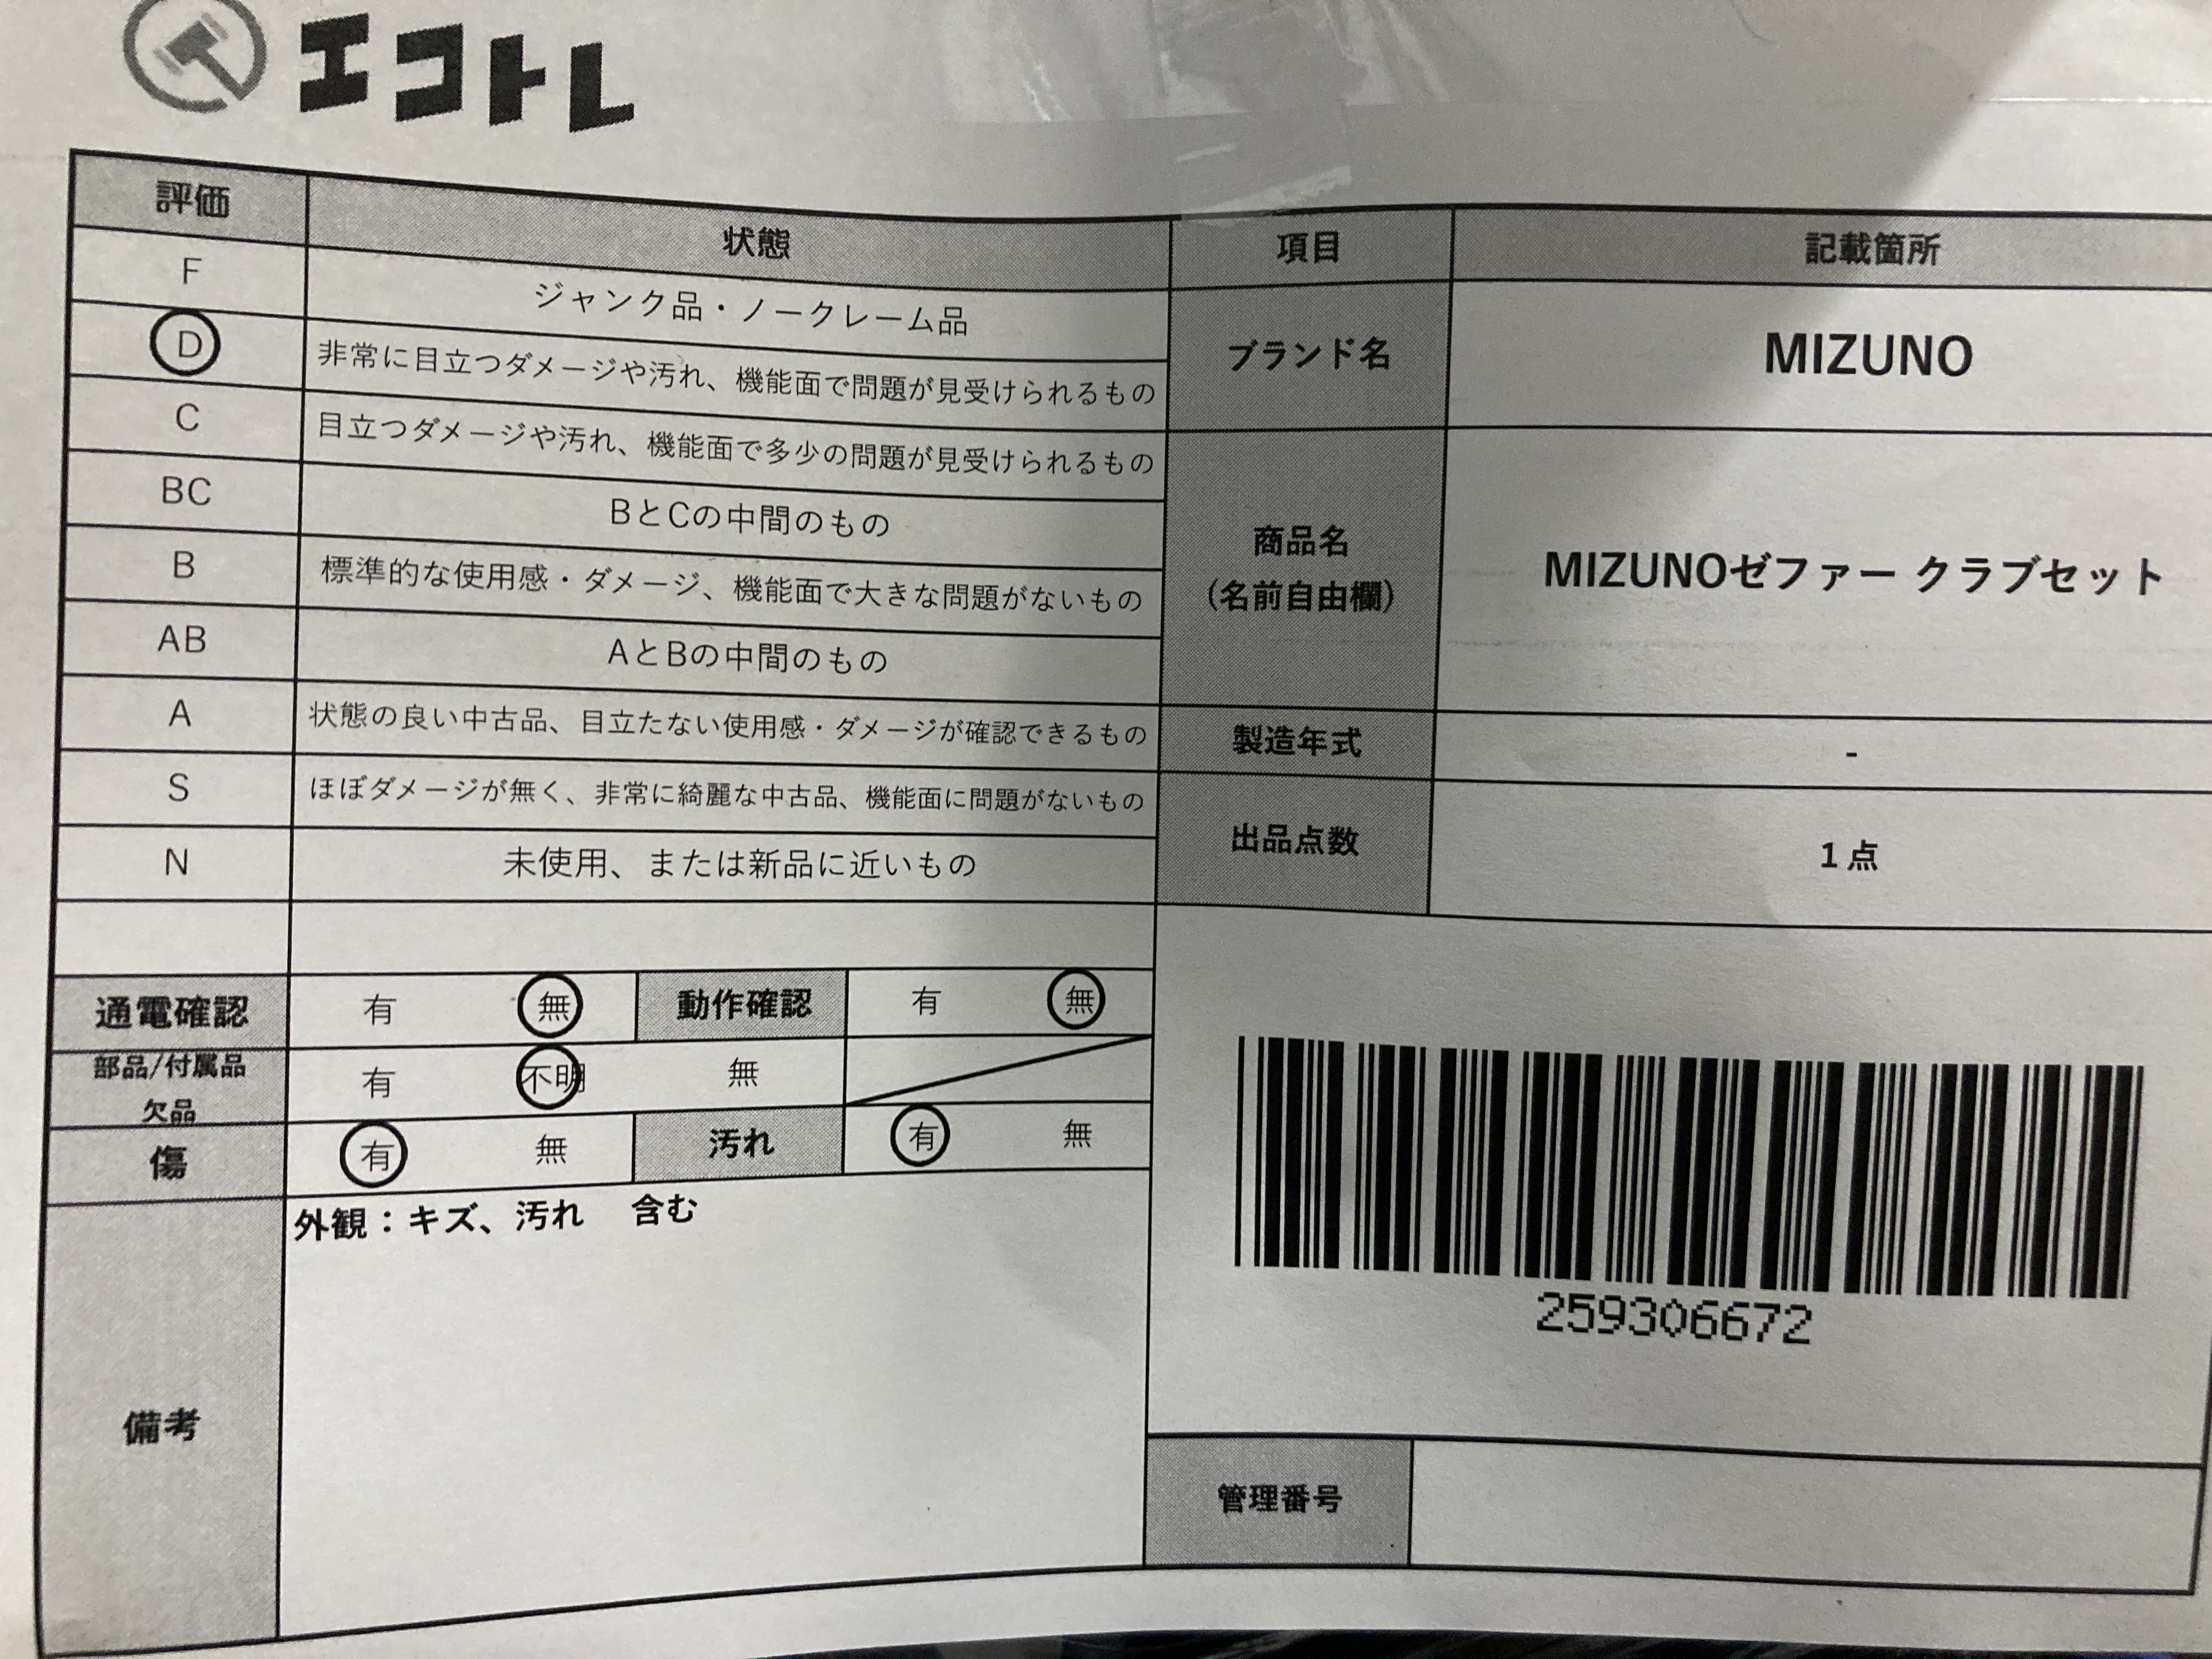 エコトレ
評価 状態 項目 記載箇所
F ジャンク品・ノークレーム品
D 非常に目立つダメージや汚れ、機能面で問題が見受けられるもの
C 目立つダメージや汚れ、機能面で多少の問題が見受けられるもの
BC BとCの中間のもの
B 標準的な使用感・ダメージ、機能面で大きな問題がないもの
AB AとBの中間のもの
A 状態の良い中古品、目立たない使用感・ダメージが確認できるもの
S ほぼダメージが無く、非常に綺麗な中古品、機能面に問題がないもの
N 未使用、または新品に近いもの
ブランド名 MIZUNO
商品名
(名前自由欄)
MIZUNOゼファー クラブセット
製造年式 -
出品点数 1点
通電確認 有 無 動作確認 有 無
部品/付属品
欠品
有 不明 無
傷 有 無 汚れ 有 無
備考
外観：キズ、汚れ 含む
259306672
管理番号